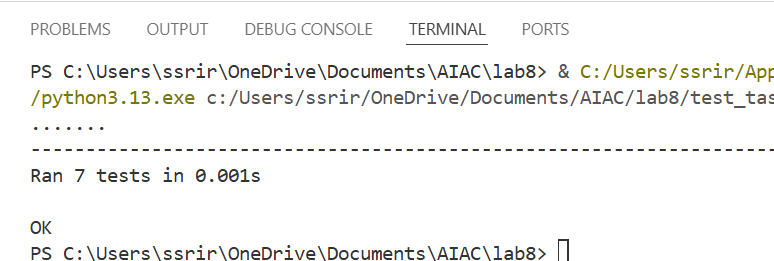 PROBLEMS OUTPUT DEBUG CONSOLE TERMINAL PORTS
PS C:\Users\ssrir\OneDrive\Documents\AIAC\lab8> & C:/Users/ssrir/App
/python3.13.exe c:/Users/ssrir/OneDrive/Documents/AIAC/lab8/test_tas
.......
----------------------------------------------------------------------
Ran 7 tests in 0.001s
OK
PS C:\Users\ssrir\OneDrive\Documents\AIAC\lab8>